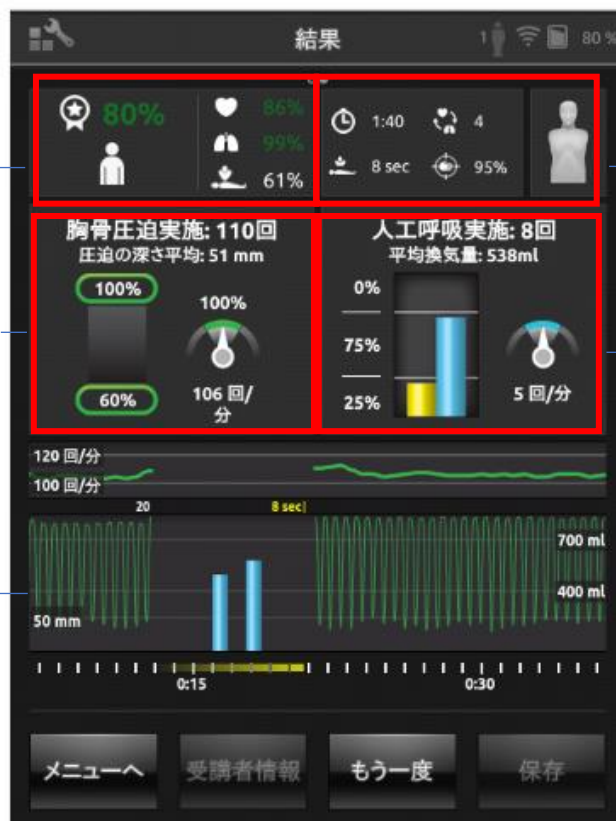 結果
1
80 %
80%
86%
99%
61%
1:40
4
8 sec
95%
胸骨圧迫実施: 110回
圧迫の深さ平均: 51 mm
100%
100%
60%
106 回/
分
人工呼吸実施: 8回
平均換気量: 538ml
0%
75%
25%
5 回/分
120 回/分
100 回/分
20
8 sec
700 ml
400 ml
50 mm
0:15
0:30
メニューへ
受講者情報
もう一度
保存